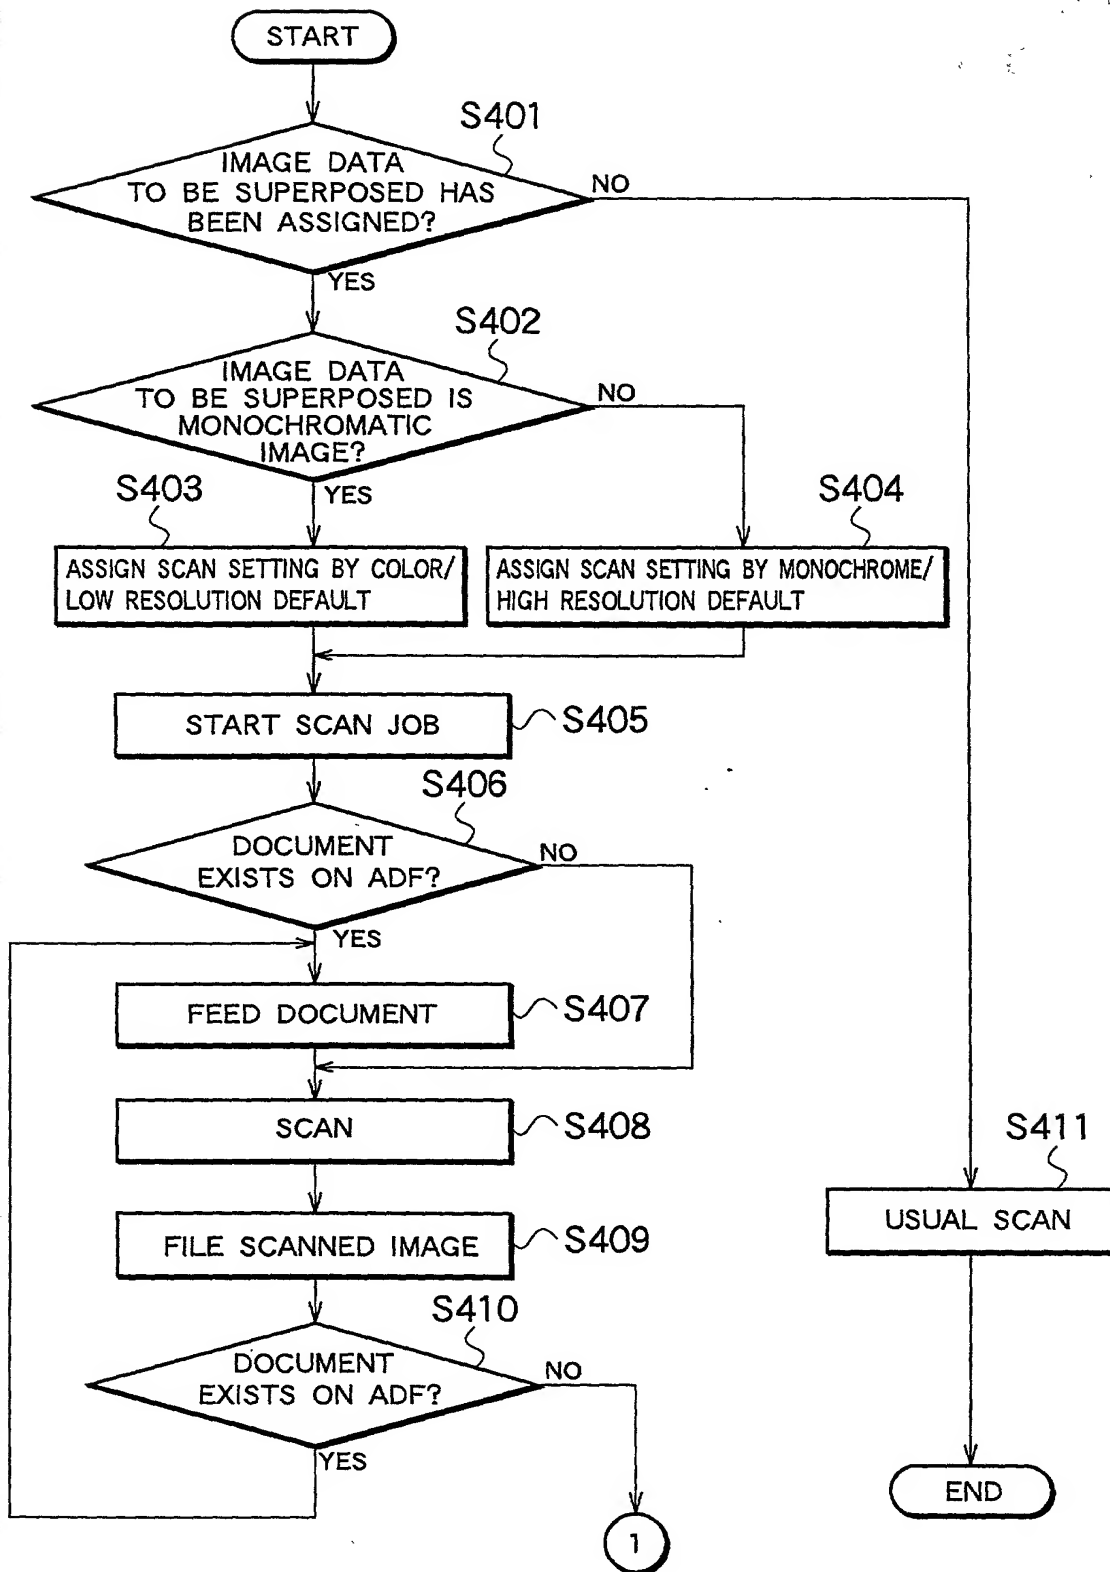 START
S401
IMAGE DATA
TO BE SUPERPOSED HAS
BEEN ASSIGNED?
NO
YES
S402
IMAGE DATA
TO BE SUPERPOSED IS
MONOCHROMATIC
IMAGE?
NO
YES
S403
S404
ASSIGN SCAN SETTING BY COLOR/
LOW RESOLUTION DEFAULT
ASSIGN SCAN SETTING BY MONOCHROME/
HIGH RESOLUTION DEFAULT
START SCAN JOB
S405
S406
DOCUMENT
EXISTS ON ADF?
NO
YES
FEED DOCUMENT
S407
SCAN
S408
S411
USUAL SCAN
FILE SCANNED IMAGE
S409
S410
DOCUMENT
EXISTS ON ADF?
NO
YES
END
1